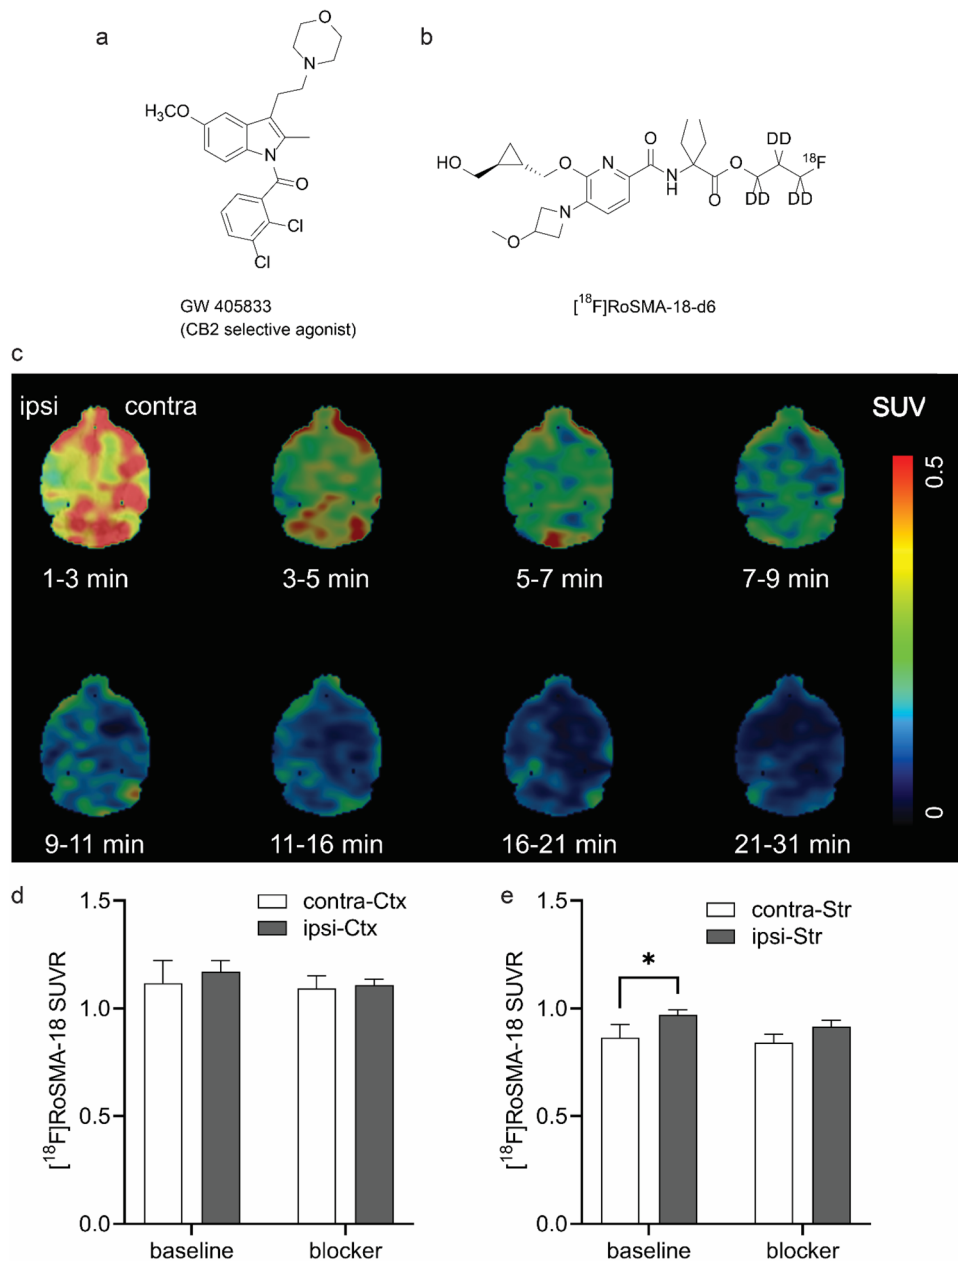 a
b
O
N
H₃CO
N
O
Cl
Cl
HO
O
N
O
N
H
O
O
DD
¹⁸F
DD
DD
N
O
GW 405833
(CB2 selective agonist)
[¹⁸F]RoSMA-18-d6
c
ipsi contra
SUV
0.5
0
1-3 min 3-5 min 5-7 min 7-9 min
9-11 min 11-16 min 16-21 min 21-31 min
d
contra-Ctx
ipsi-Ctx
[¹⁸F]RoSMA-18 SUVR
1.5
1.0
0.5
0.0
baseline blocker
e
contra-Str
ipsi-Str
*
[¹⁸F]RoSMA-18 SUVR
1.5
1.0
0.5
0.0
baseline blocker